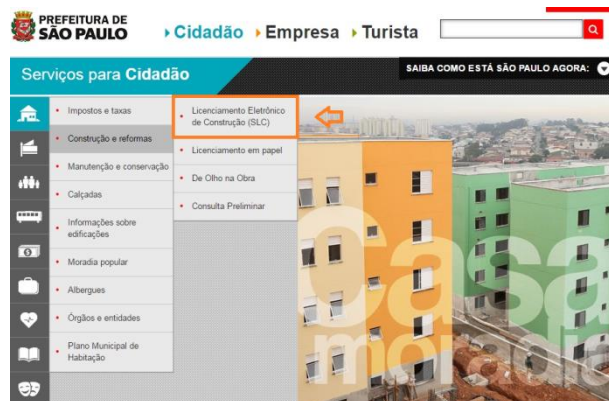 PREFEITURA DE
SÃO PAULO
Cidadão Empresa Turista
Serviços para Cidadão
SAIBA COMO ESTÁ SÃO PAULO AGORA:
Impostos e taxas
Construção e reformas
Manutenção e conservação
Calçadas
Informações sobre
edificações
Moradia popular
Albergues
Órgãos e entidades
Plano Municipal de
Habitação
Licenciamento Eletrônico
de Construção (SLC)
Licenciamento em papel
De Olho na Obra
Consulta Preliminar
Casa
moradia